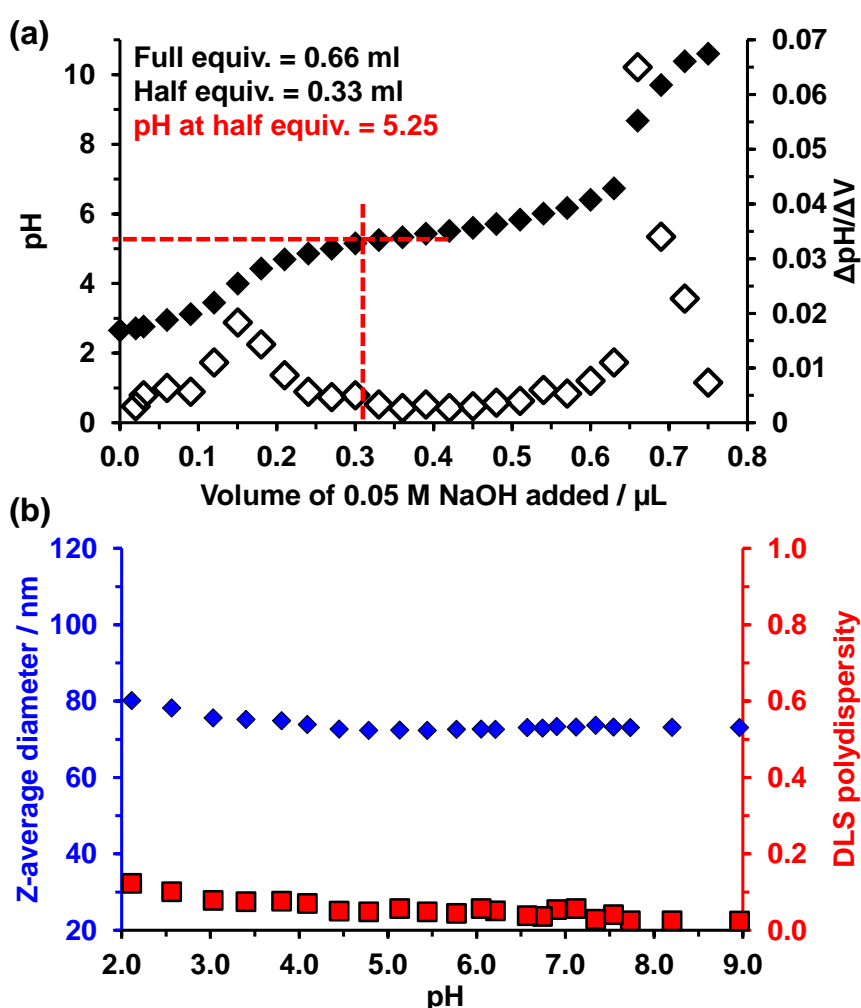 (a)
Full equiv. = 0.66 ml
Half equiv. = 0.33 ml
pH at half equiv. = 5.25
pH
10
8
6
4
2
0
0.07
0.06
0.05
0.04
0.03
0.02
0.01
0
ΔpH/ΔV
0.0 0.1 0.2 0.3 0.4 0.5 0.6 0.7 0.8
Volume of 0.05 M NaOH added / µL
(b)
Z-average diameter / nm
120
100
80
60
40
20
1.0
0.8
0.6
0.4
0.2
0.0
DLS polydispersity
2.0 3.0 4.0 5.0 6.0 7.0 8.0 9.0
pH